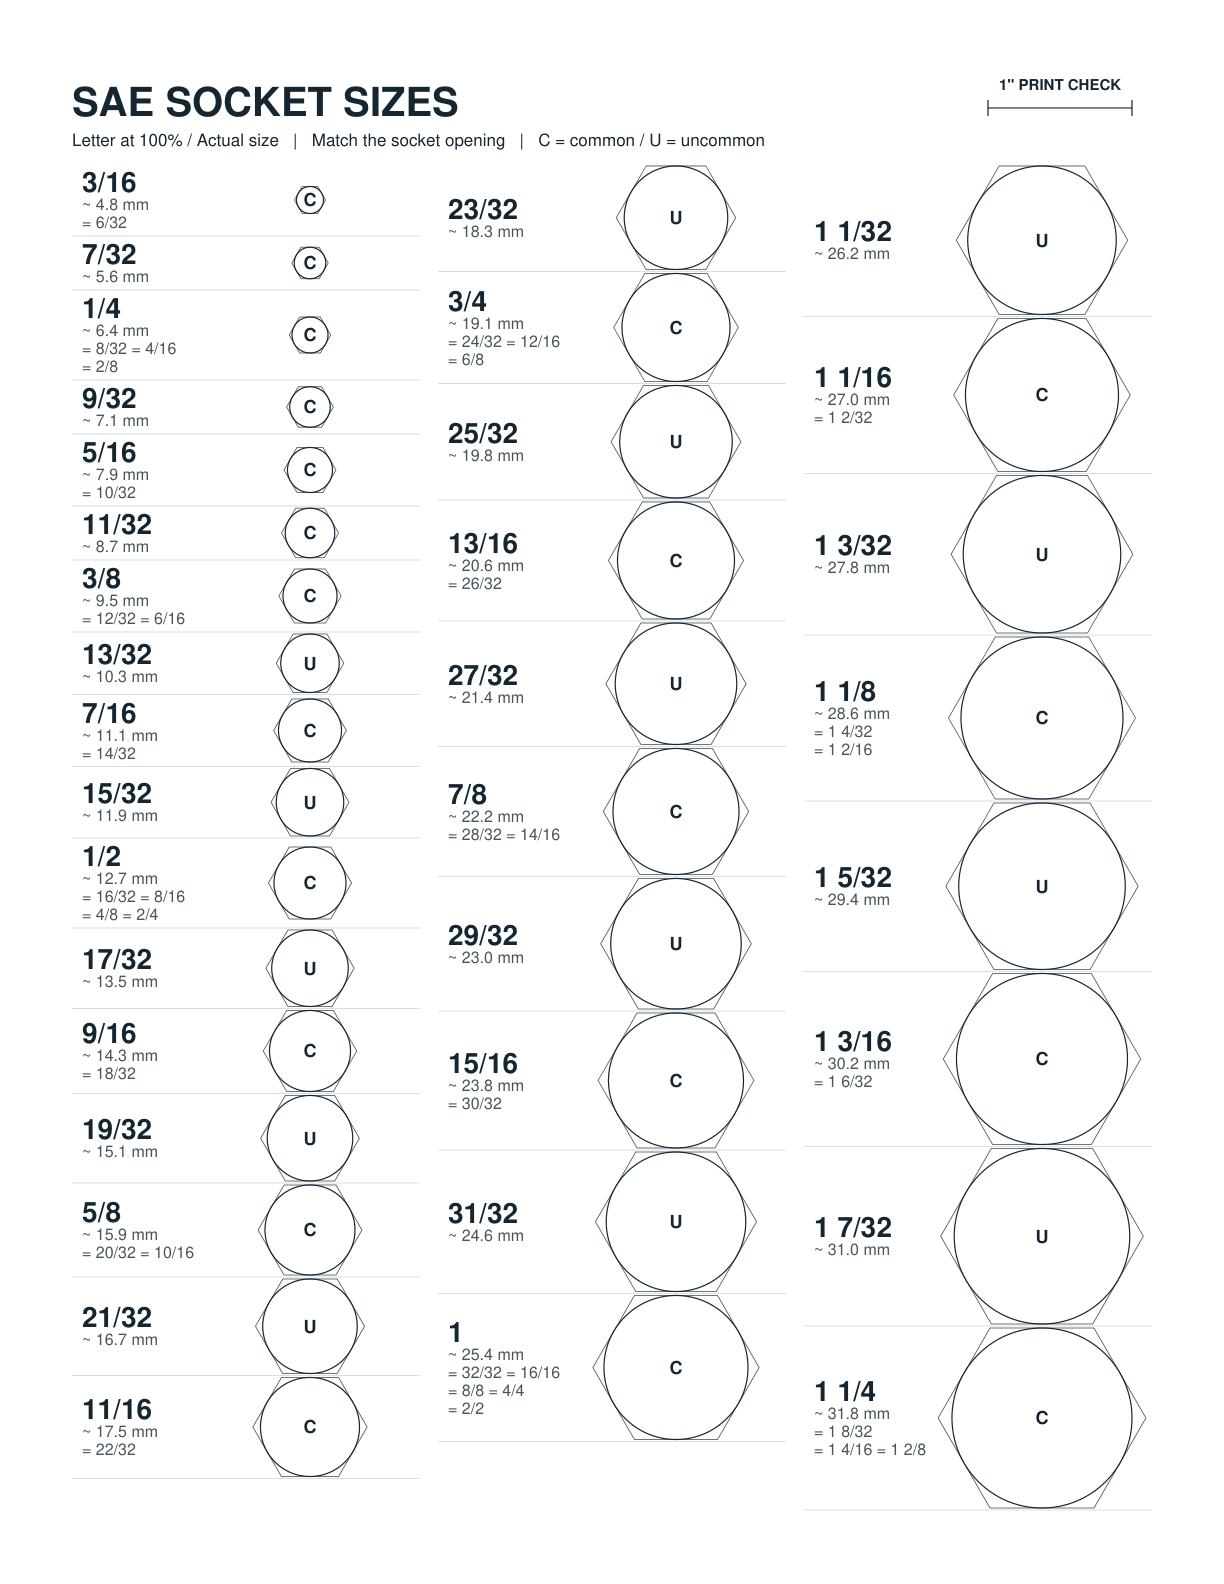 SAE SOCKET SIZES
1" PRINT CHECK
Letter at 100% / Actual size | Match the socket opening | C = common / U = uncommon
3/16
~ 4.8 mm
= 6/32
C
7/32
~ 5.6 mm
C
1/4
~ 6.4 mm
= 8/32 = 4/16
= 2/8
C
9/32
~ 7.1 mm
C
5/16
~ 7.9 mm
= 10/32
C
11/32
~ 8.7 mm
C
3/8
~ 9.5 mm
= 12/32 = 6/16
C
13/32
~ 10.3 mm
U
7/16
~ 11.1 mm
= 14/32
C
15/32
~ 11.9 mm
U
1/2
~ 12.7 mm
= 16/32 = 8/16
= 4/8 = 2/4
C
17/32
~ 13.5 mm
U
9/16
~ 14.3 mm
= 18/32
C
19/32
~ 15.1 mm
U
5/8
~ 15.9 mm
= 20/32 = 10/16
C
21/32
~ 16.7 mm
U
11/16
~ 17.5 mm
= 22/32
C
23/32
~ 18.3 mm
U
3/4
~ 19.1 mm
= 24/32 = 12/16
= 6/8
C
25/32
~ 19.8 mm
U
13/16
~ 20.6 mm
= 26/32
C
27/32
~ 21.4 mm
U
7/8
~ 22.2 mm
= 28/32 = 14/16
C
29/32
~ 23.0 mm
U
15/16
~ 23.8 mm
= 30/32
C
31/32
~ 24.6 mm
U
1
~ 25.4 mm
= 32/32 = 16/16
= 8/8 = 4/4
= 2/2
C
1 1/32
~ 26.2 mm
U
1 1/16
~ 27.0 mm
= 1 2/32
C
1 3/32
~ 27.8 mm
U
1 1/8
~ 28.6 mm
= 1 4/32
= 1 2/16
C
1 5/32
~ 29.4 mm
U
1 3/16
~ 30.2 mm
= 1 6/32
C
1 7/32
~ 31.0 mm
U
1 1/4
~ 31.8 mm
= 1 8/32
= 1 4/16 = 1 2/8
C